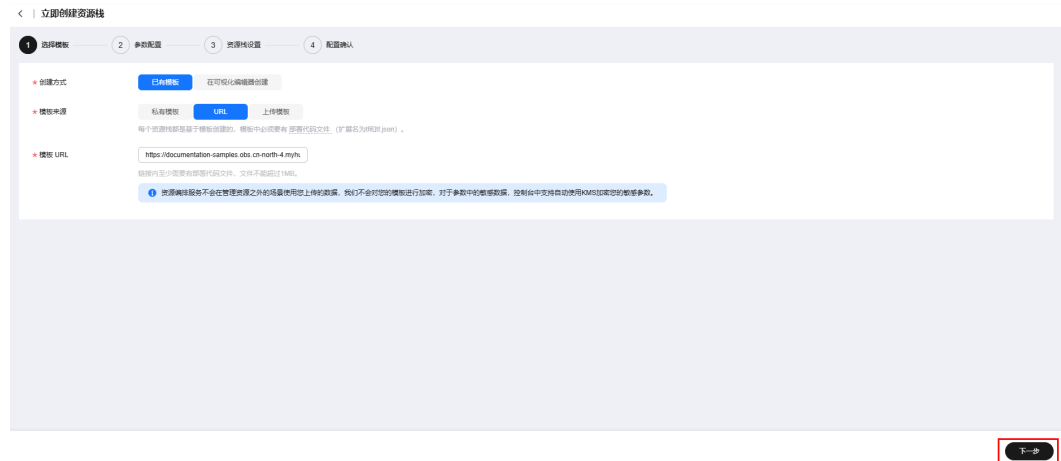 < | 立即创建资源栈
1 选择模板 2 参数配置 3 资源栈设置 4 配置确认
* 创建方式 已有模板 在可视化编辑器创建
* 模板来源 私有模板 URL 上传模板
每个资源栈都是基于模板创建的，模板中必须要有 部署代码文件 （扩展名为tf和tf.json）。
* 模板 URL https://documentation-samples.obs.cn-north-4.myhu
链接内至少需要有部署代码文件，文件不能超过1MB。
资源编排服务不会在管理资源之外的场景使用您上传的数据，我们不会对您的模板进行加密，对于参数中的敏感数据，控制台中支持自动使用KMS加密您的敏感参数。
下一步